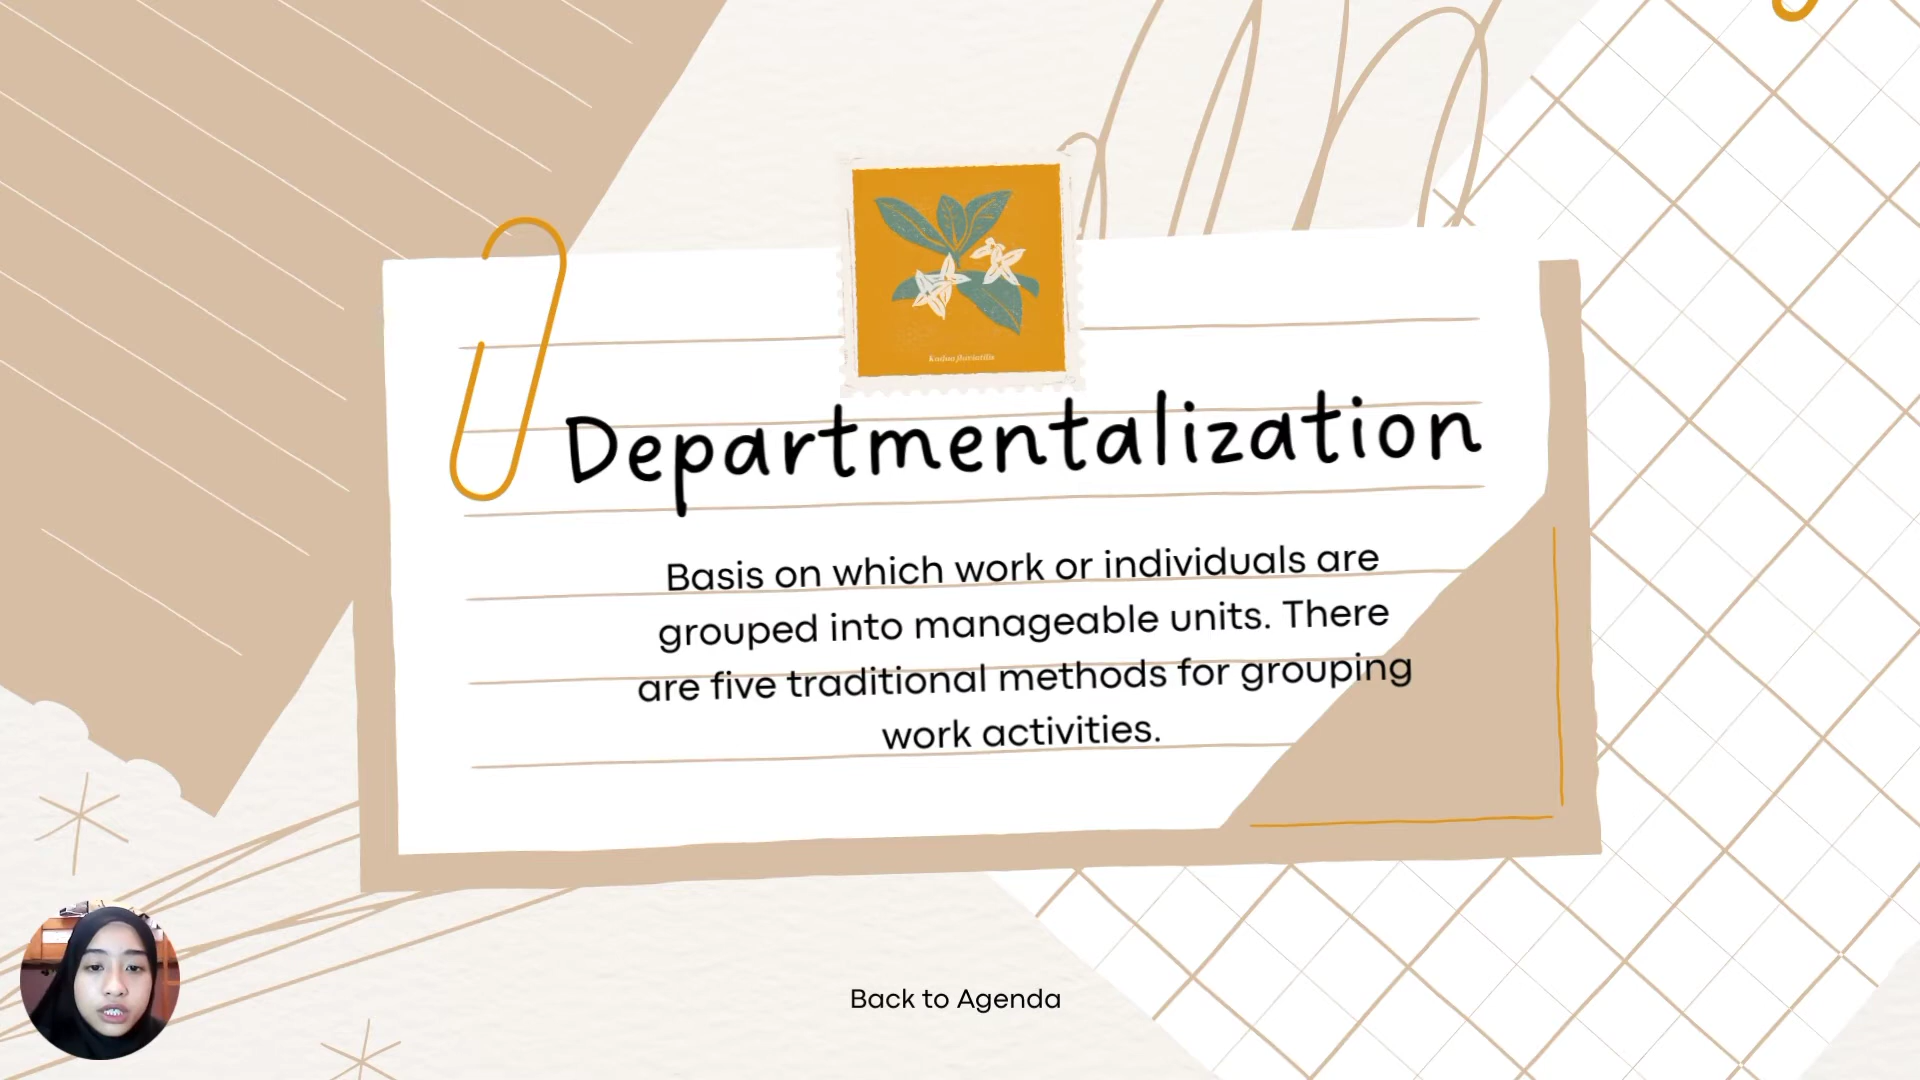 Departmentalization
Basis on which work or individuals are
grouped into manageable units. There
are five traditional methods for grouping
work activities.
Back to Agenda